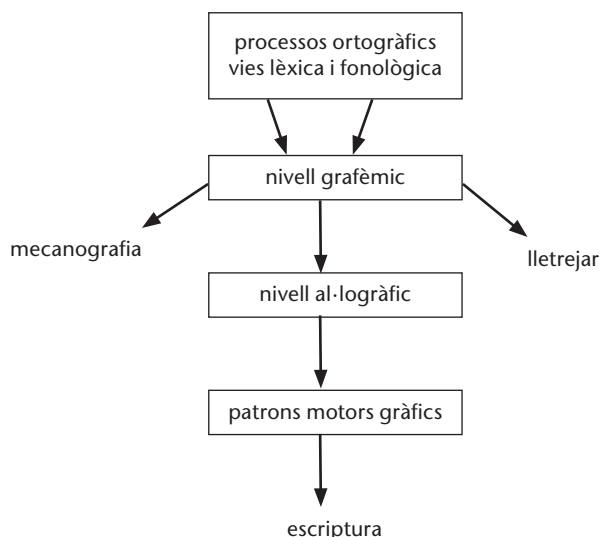 processos ortogràfics
vies lèxica i fonològica
nivell grafèmic
mecanografia
lletrejar
nivell al·logràfic
patrons motors gràfics
escriptura